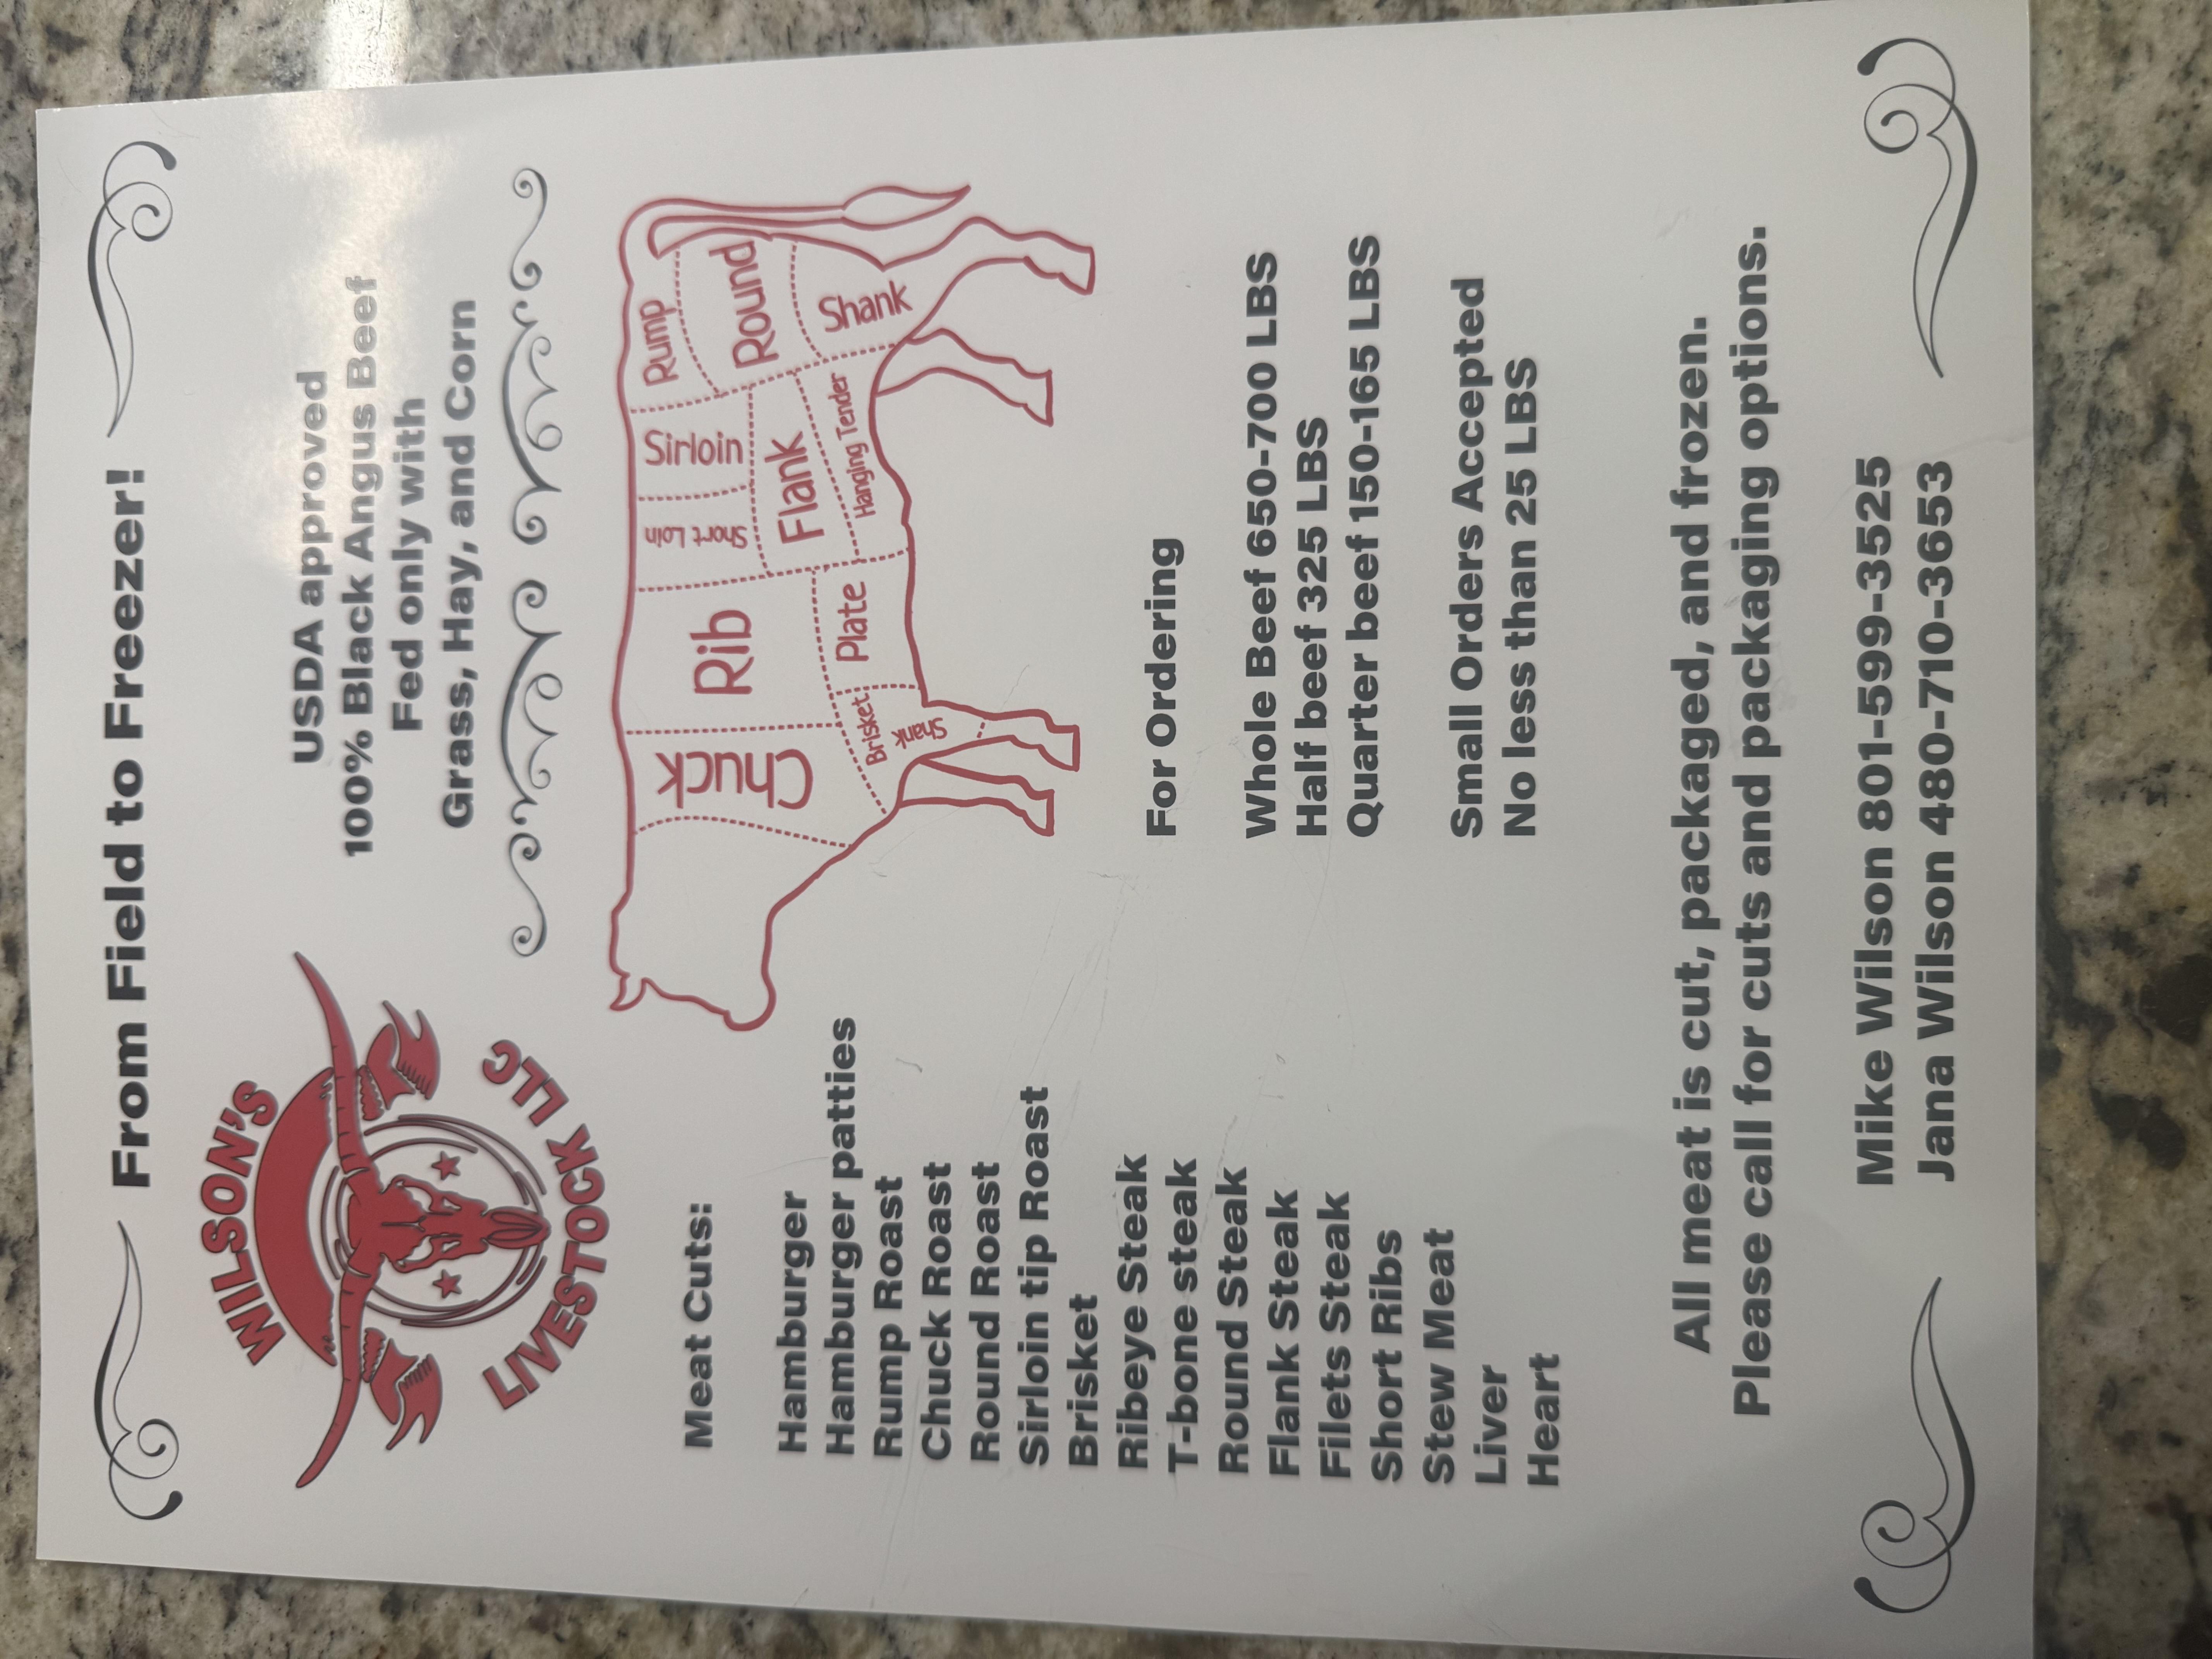 From Field to Freezer!
WILSON'S
LIVESTOCK LLC
USDA approved
100% Black Angus Beef
Fed only with
Grass, Hay, and Corn
Chuck
Rib
Short Loin
Sirloin
Rump
Round
Flank
Hanging Tender
Plate
Brisket
Shank
Shank
Meat Cuts:
Hamburger
Hamburger patties
Rump Roast
Chuck Roast
Round Roast
Sirloin tip Roast
Brisket
Ribeye Steak
T-bone steak
Round Steak
Flank Steak
Filets Steak
Short Ribs
Stew Meat
Liver
Heart
For Ordering
Whole Beef 650-700 LBS
Half beef 325 LBS
Quarter beef 150-165 LBS
Small Orders Accepted
No less than 25 LBS
All meat is cut, packaged, and frozen.
Please call for cuts and packaging options.
Mike Wilson 801-599-3525
Jana Wilson 480-710-3653